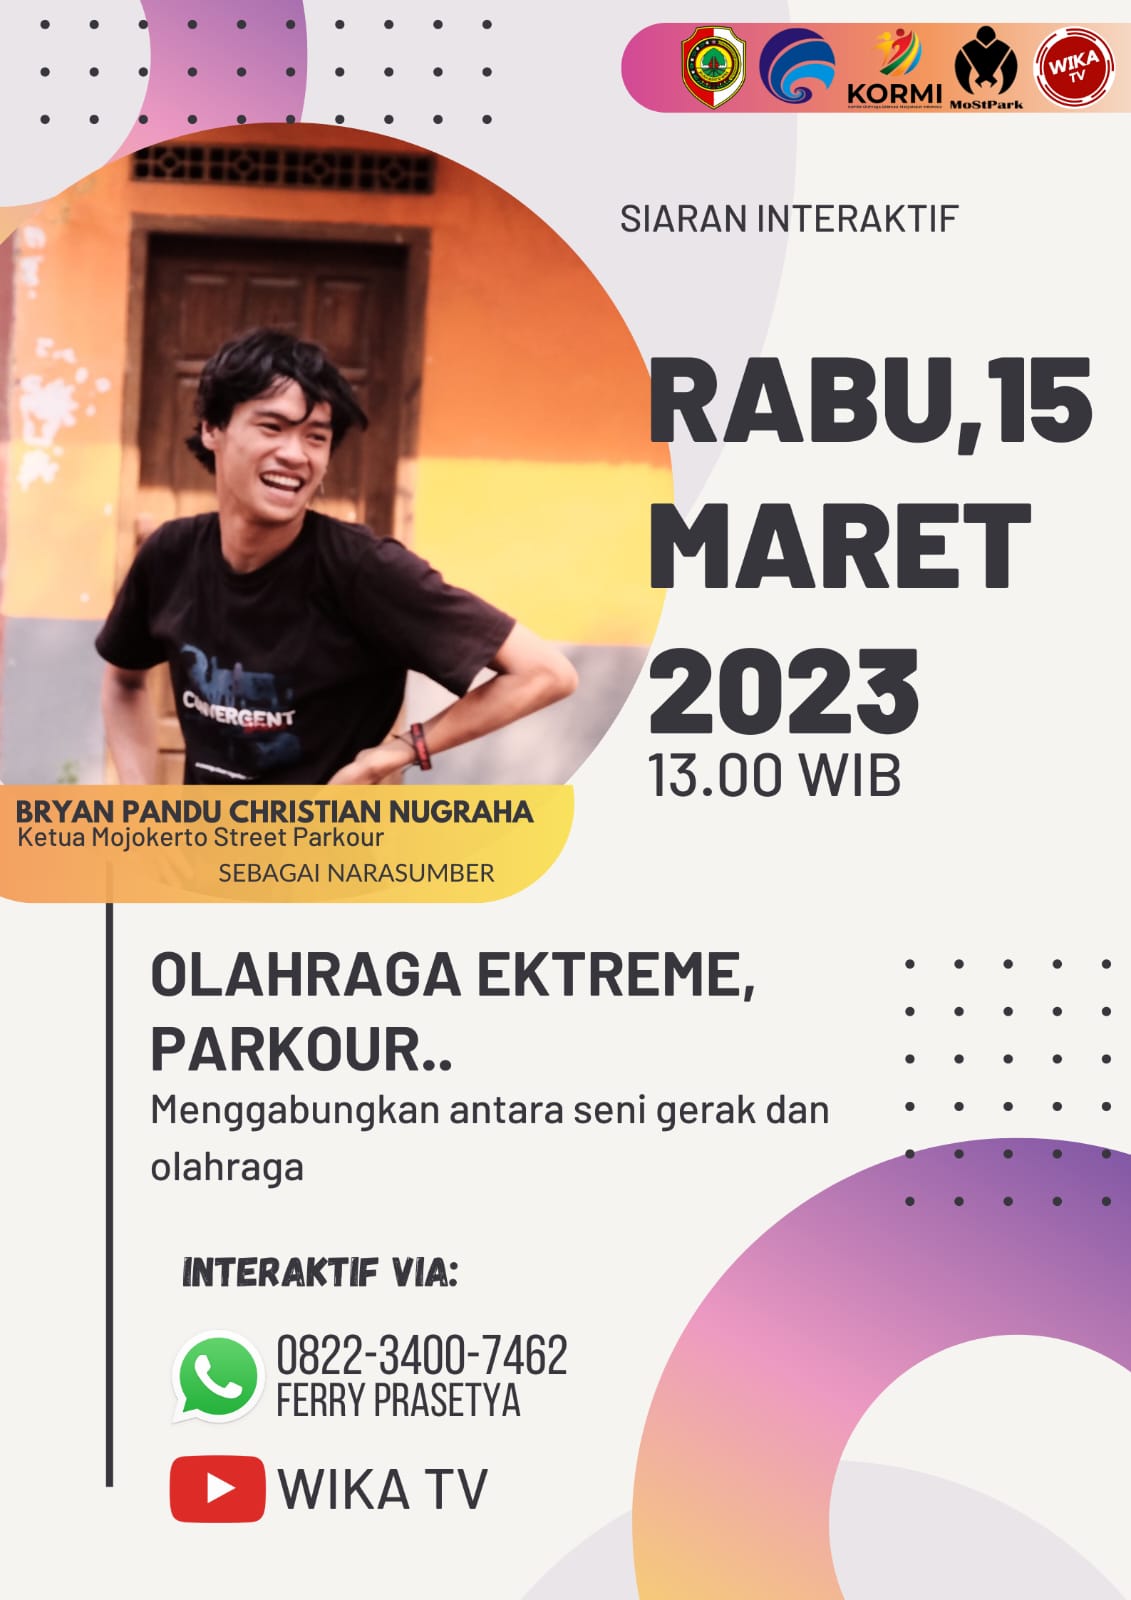 KORMI
MoStPark
WIKA
TV
SIARAN INTERAKTIF
RABU,15
MARET
2023
13.00 WIB
BRYAN PANDU CHRISTIAN NUGRAHA
Ketua Mojokerto Street Parkour
SEBAGAI NARASUMBER
OLAHRAGA EKTREME,
PARKOUR..
Menggabungkan antara seni gerak dan
olahraga
INTERAKTIF VIA:
0822-3400-7462
FERRY PRASETYA
WIKA TV